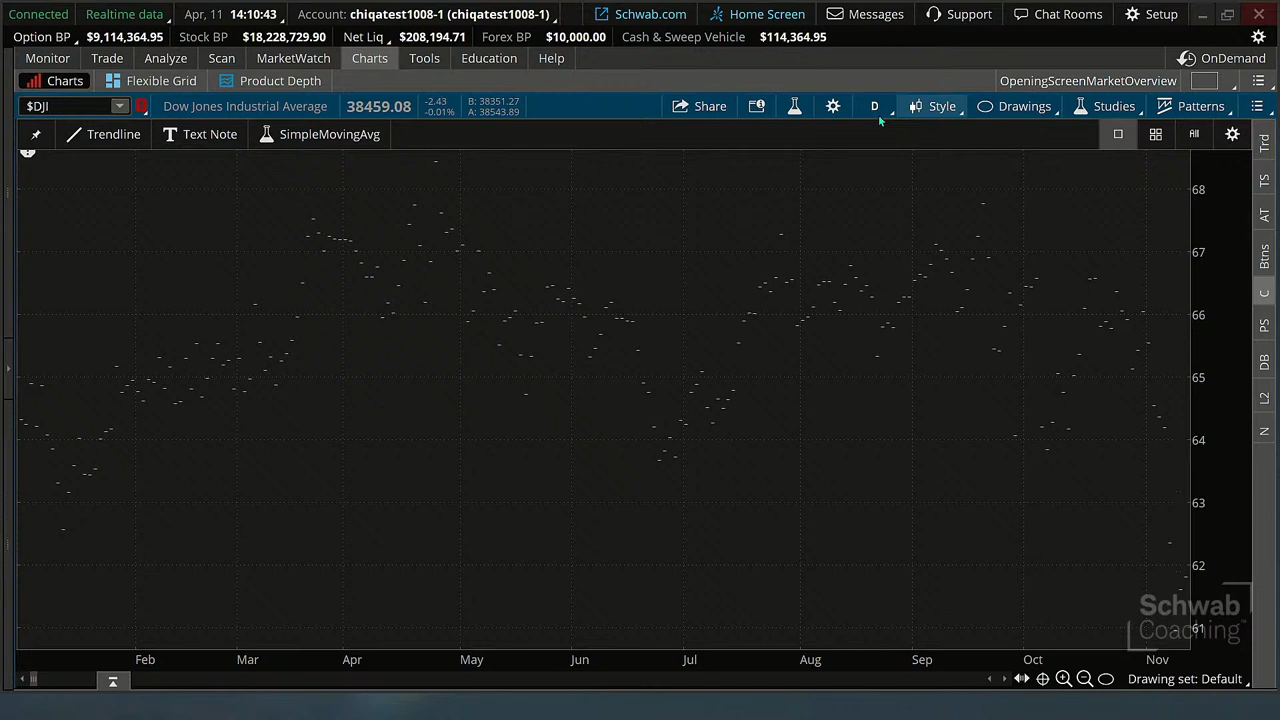 Connected Realtime data Apr, 11 14:10:43 Account: chiqatest1008-1 (chiqatest1008-1) Schwab.com Home Screen Messages Support Chat Rooms Setup
Option BP $9,114,364.95 Stock BP $18,228,729.90 Net Liq $208,194.71 Forex BP $10,000.00 Cash & Sweep Vehicle $114,364.95
Monitor Trade Analyze Scan MarketWatch Charts Tools Education Help OnDemand
Charts Flexible Grid Product Depth OpeningScreenMarketOverview
$DJI Dow Jones Industrial Average 38459.08 -2.43 -0.01% B: 38351.27 A: 38543.89 Share D Style Drawings Studies Patterns
Trendline Text Note SimpleMovingAvg All
Trd
TS
AT
Btns
C
PS
DB
L2
N
68
67
66
65
64
63
62
61
Schwab
Coaching
Feb Mar Apr May Jun Jul Aug Sep Oct Nov
Drawing set: Default